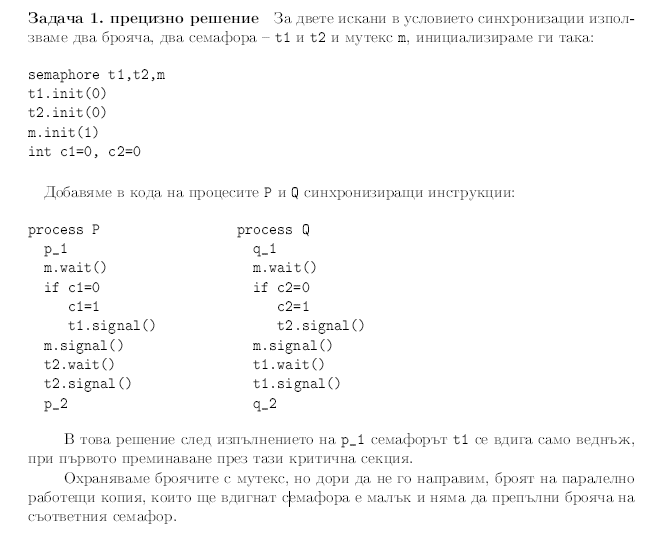 Задача 1. прецизно решение За двете искани в условието синхронизации изпол-
зваме два брояча, два семафора – t1 и t2 и мутекс m, инициализираме ги така:
semaphore t1,t2,m
t1.init(0)
t2.init(0)
m.init(1)
int c1=0, c2=0
Добавяме в кода на процесите P и Q синхронизиращи инструкции:
process P process Q
p_1 q_1
m.wait() m.wait()
if c1=0 if c2=0
c1=1 c2=1
t1.signal() t2.signal()
m.signal() m.signal()
t2.wait() t1.wait()
t2.signal() t1.signal()
p_2 q_2
В това решение след изпълнението на p_1 семафорът t1 се вдига само веднъж,
при първото преминаване през тази критична секция.
Охраняваме броячите с мутекс, но дори да не го направим, броят на паралелно
работещи копия, които ще вдигнат семафора е малък и няма да препълни брояча на
съответния семафор.